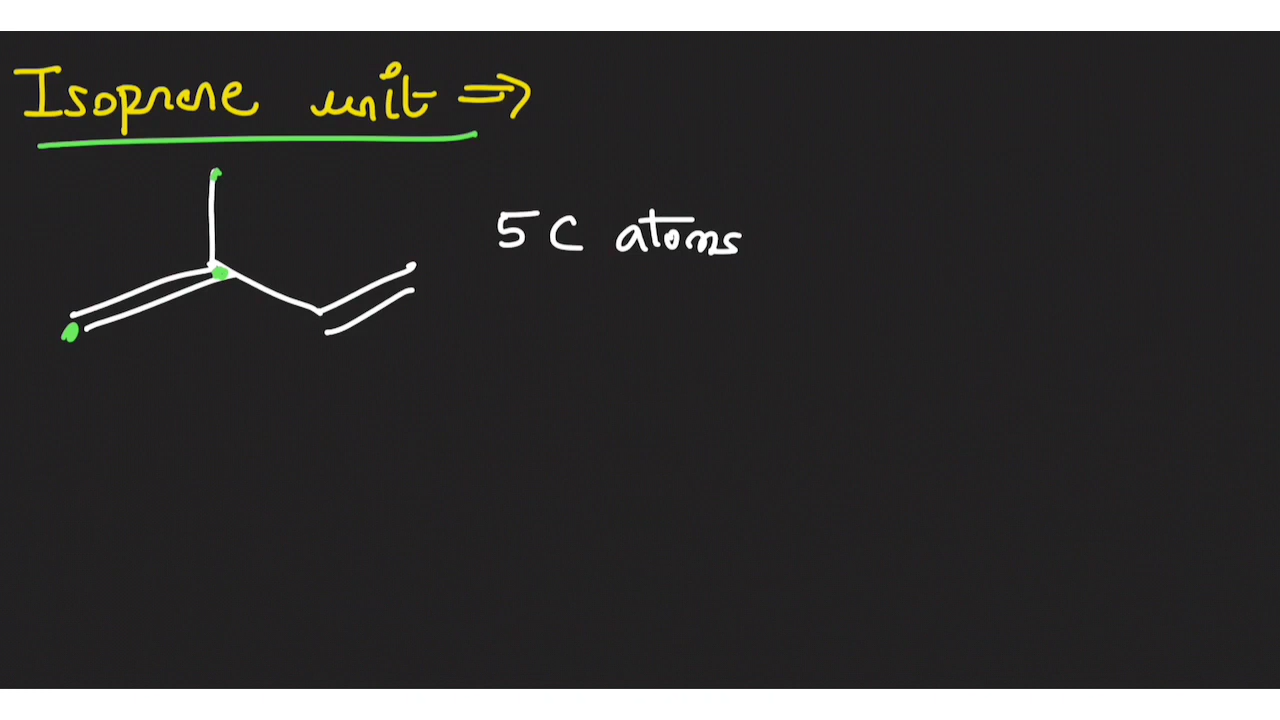 Isoprene unit ⇒
5 C atoms